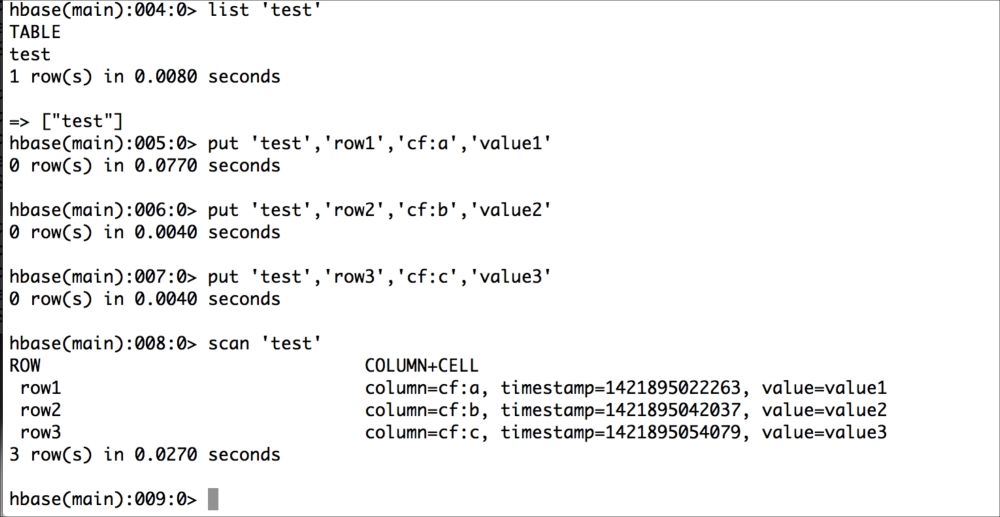 hbase(main):004:0> list 'test'
TABLE
test
1 row(s) in 0.0080 seconds
=> ["test"]
hbase(main):005:0> put 'test','row1','cf:a','value1'
0 row(s) in 0.0770 seconds
hbase(main):006:0> put 'test','row2','cf:b','value2'
0 row(s) in 0.0040 seconds
hbase(main):007:0> put 'test','row3','cf:c','value3'
0 row(s) in 0.0040 seconds
hbase(main):008:0> scan 'test'
ROW COLUMN+CELL
row1 column=cf:a, timestamp=1421895022263, value=value1
row2 column=cf:b, timestamp=1421895042037, value=value2
row3 column=cf:c, timestamp=1421895054079, value=value3
3 row(s) in 0.0270 seconds
hbase(main):009:0>